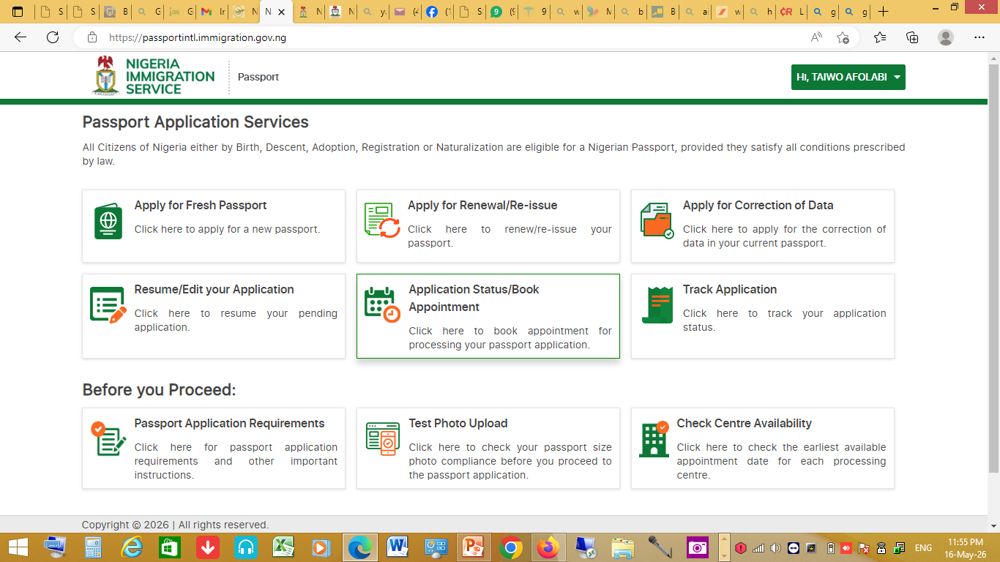 S
S
B
G
G
Ir
N
N
N
N
y
(4
(1
S
(9
9
w
M
b
B
ai
w
h
L
g
g
https://passportintl.immigration.gov.ng
NIGERIA
IMMIGRATION
SERVICE
Passport
HI, TAIWO AFOLABI
Passport Application Services
All Citizens of Nigeria either by Birth, Descent, Adoption, Registration or Naturalization are eligible for a Nigerian Passport, provided they satisfy all conditions prescribed
by law.
Apply for Fresh Passport
Click here to apply for a new passport.
Apply for Renewal/Re-issue
Click here to renew/re-issue your
passport.
Apply for Correction of Data
Click here to apply for the correction of
data in your current passport.
Resume/Edit your Application
Click here to resume your pending
application.
Application Status/Book
Appointment
Click here to book appointment for
processing your passport application.
Track Application
Click here to track your application
status.
Before you Proceed:
Passport Application Requirements
Click here for passport application
requirements and other important
instructions.
Test Photo Upload
Click here to check your passport size
photo compliance before you proceed to
the passport application.
Check Centre Availability
Click here to check the earliest available
appointment date for each processing
centre.
Copyright © 2026 | All rights reserved.
ENG
11:55 PM
16-May-26